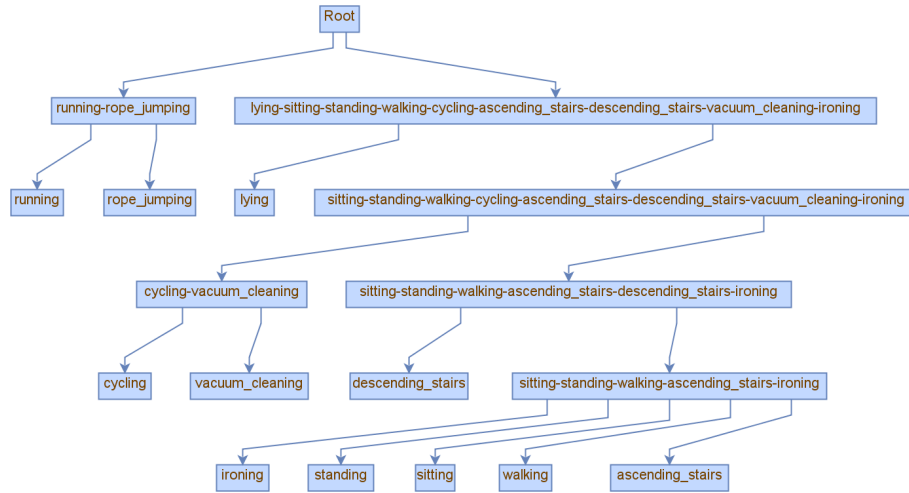 Root
running-rope_jumping
lying-sitting-standing-walking-cycling-ascending_stairs-descending_stairs-vacuum_cleaning-ironing
running
rope_jumping
lying
sitting-standing-walking-cycling-ascending_stairs-descending_stairs-vacuum_cleaning-ironing
cycling-vacuum_cleaning
sitting-standing-walking-ascending_stairs-descending_stairs-ironing
cycling
vacuum_cleaning
descending_stairs
sitting-standing-walking-ascending_stairs-ironing
ironing
standing
sitting
walking
ascending_stairs